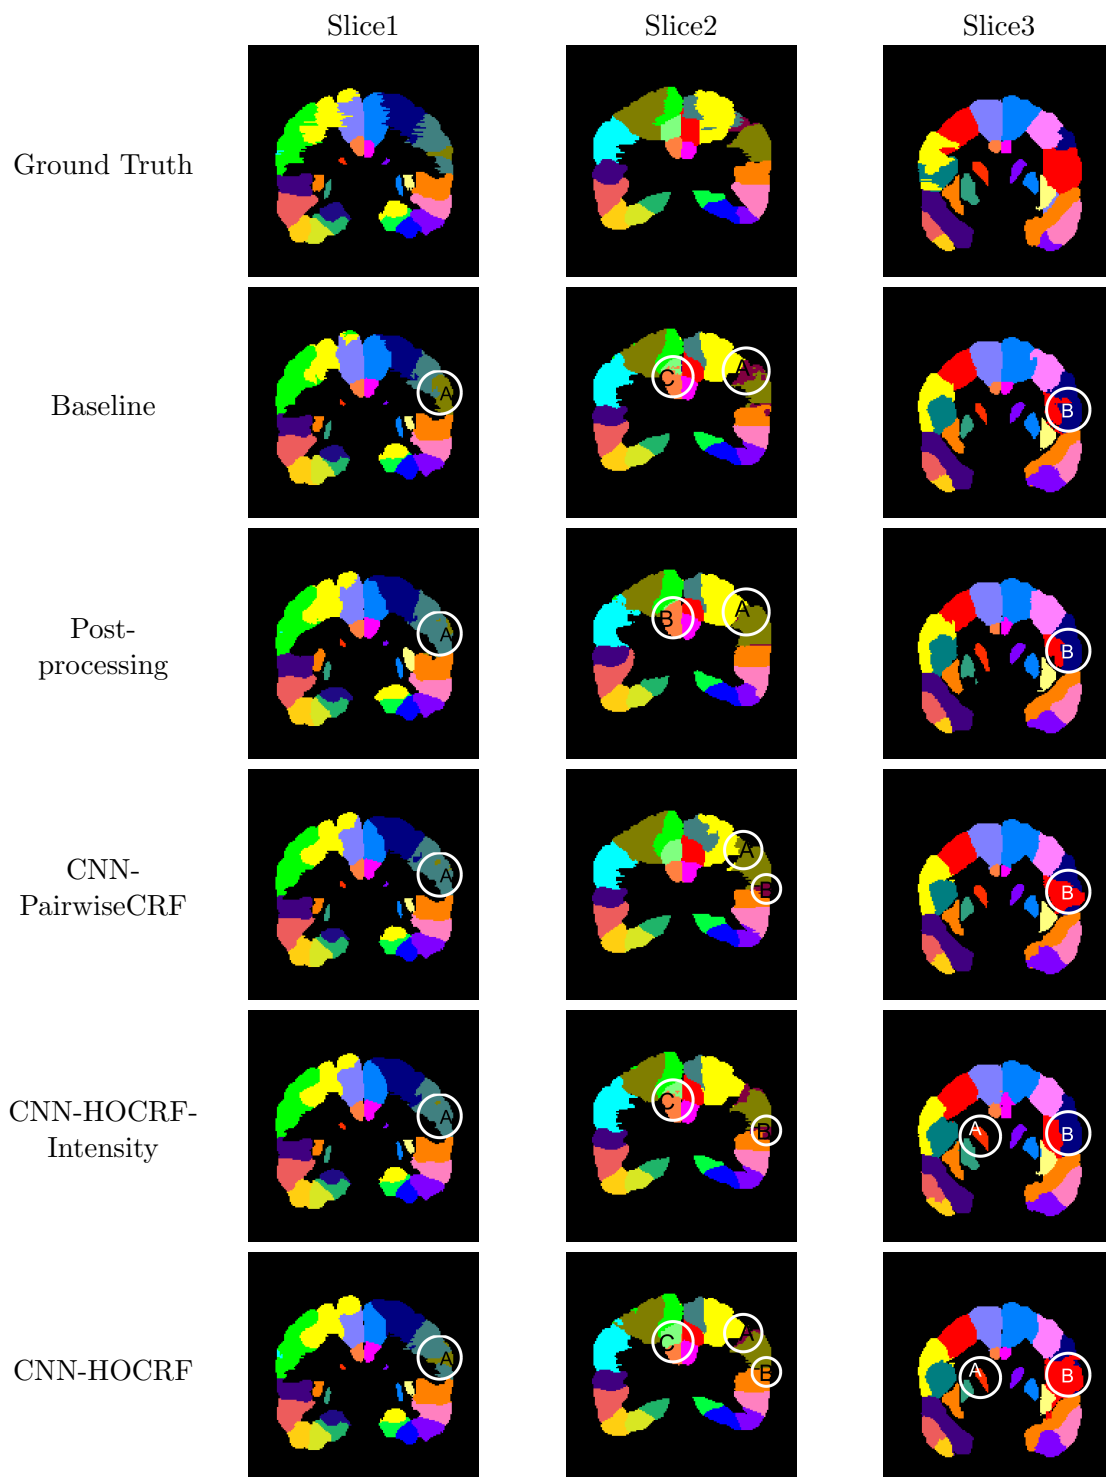 Slice1 Slice2 Slice3
Ground Truth
Baseline
A
C
A
B
Post-
processing
A
B
A
B
CNN-
PairwiseCRF
A
A
B
B
CNN-HOCRF-
Intensity
A
C
B
A
B
CNN-HOCRF
A
C
A
B
A
B